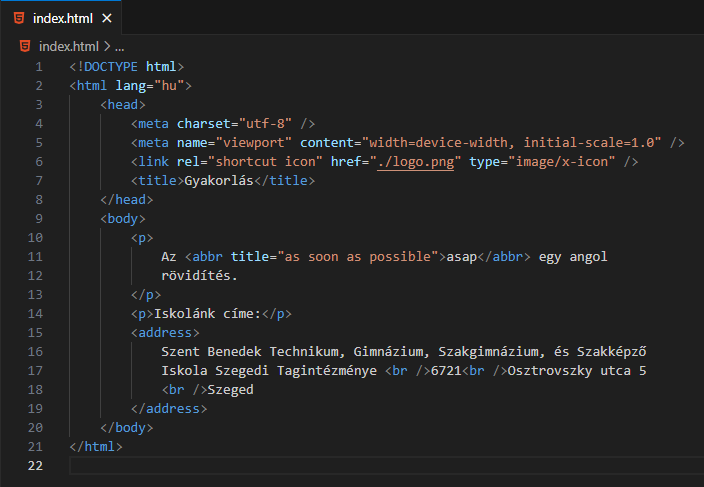 index.html
index.html > ...
1 <!DOCTYPE html>
2 <html lang="hu">
3 <head>
4 <meta charset="utf-8" />
5 <meta name="viewport" content="width=device-width, initial-scale=1.0" />
6 <link rel="shortcut icon" href="./logo.png" type="image/x-icon" />
7 <title>Gyakorlás</title>
8 </head>
9 <body>
10 <p>
11 Az <abbr title="as soon as possible">asap</abbr> egy angol
12 rövidítés.
13 </p>
14 <p>Iskolánk címe:</p>
15 <address>
16 Szent Benedek Technikum, Gimnázium, Szakgimnázium, és Szakképző
17 Iskola Szegedi Tagintézménye <br />6721<br />Osztrovszky utca 5
18 <br />Szeged
19 </address>
20 </body>
21 </html>
22